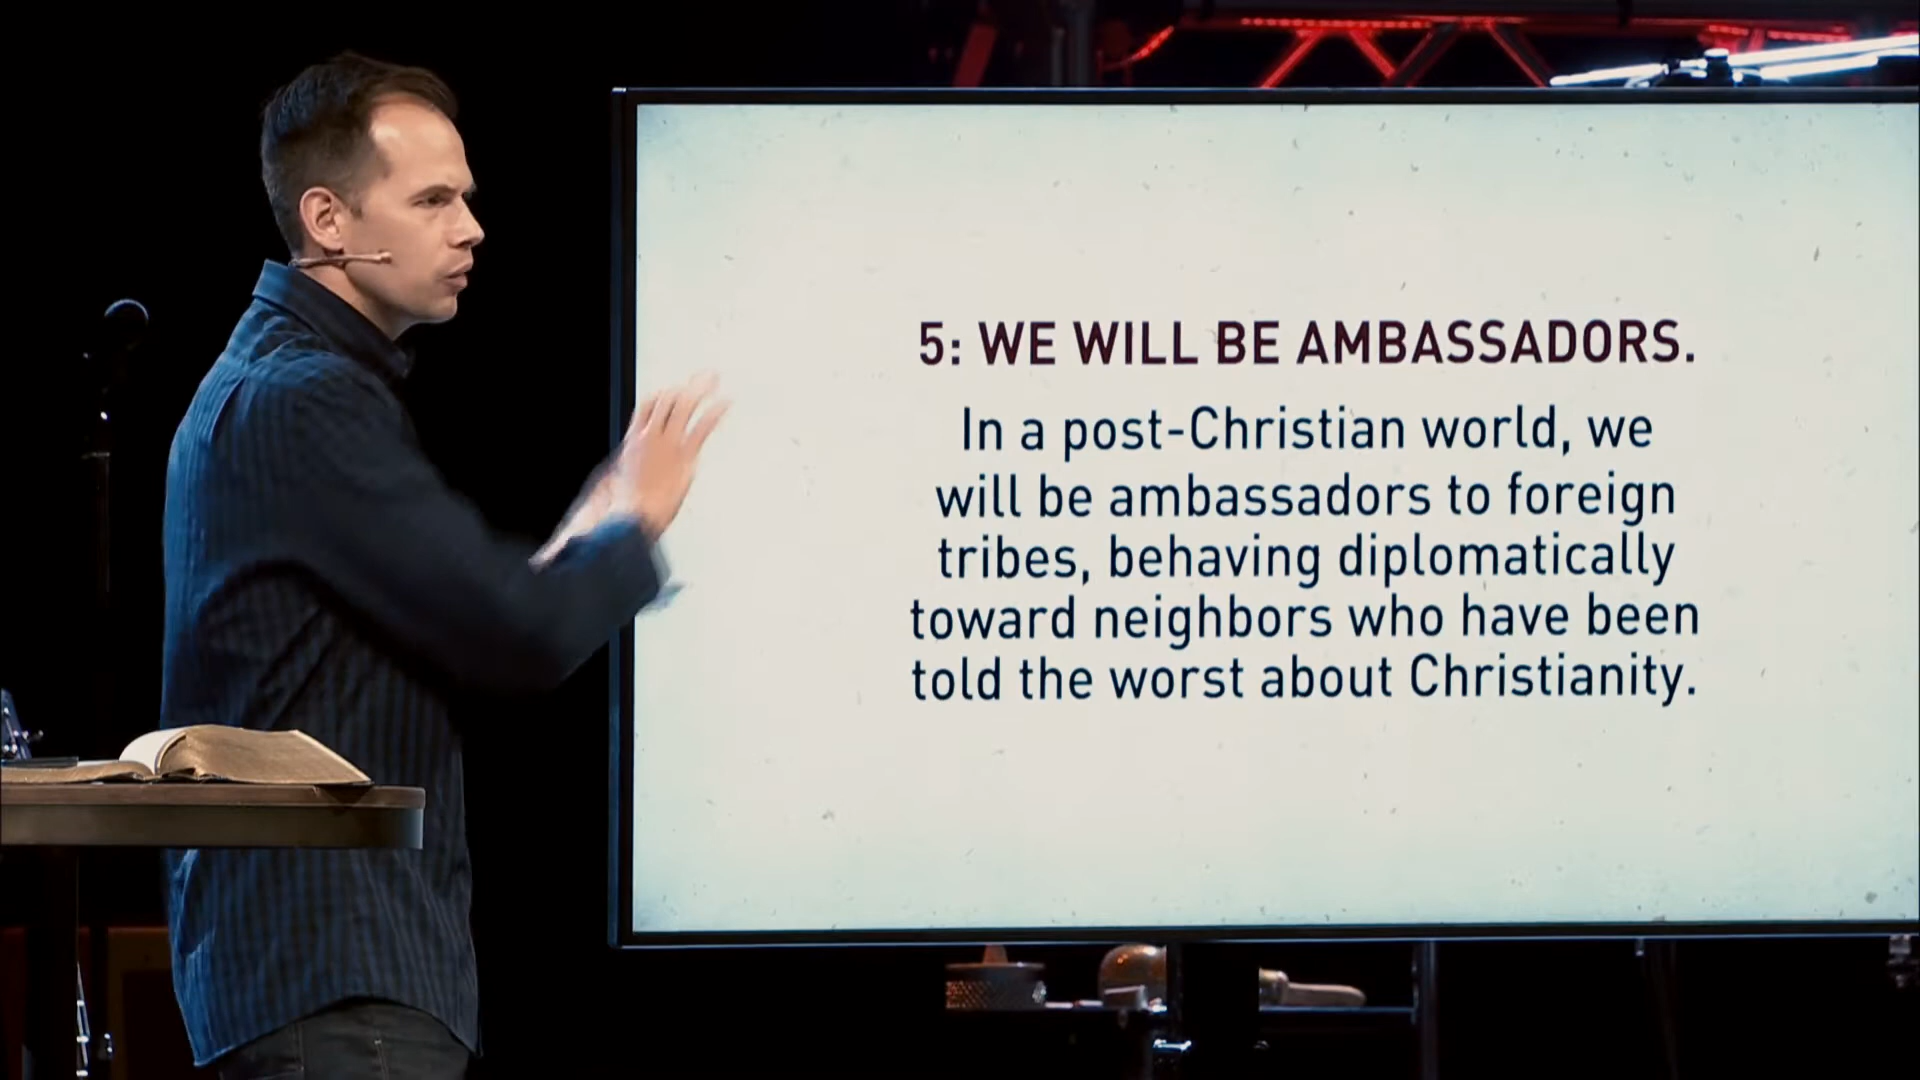 5: WE WILL BE AMBASSADORS.
In a post-Christian world, we
will be ambassadors to foreign
tribes, behaving diplomatically
toward neighbors who have been
told the worst about Christianity.